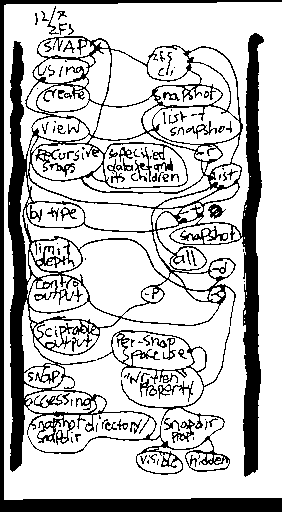 12/x
ZFS
SNAP
zfs
cli
using
create
snapshot
view
list -t
snapshot
-r
recursive
snaps
specified
dataset and
its children
list
by type
-t
snapshot
all
limit
depth
-d
control
output
-o
-p
sciptable
output
Per-snap
space use
snap
"written"
Property
accessing
snapshot directory/
snapdir
snapdir
prop
visible
hidden